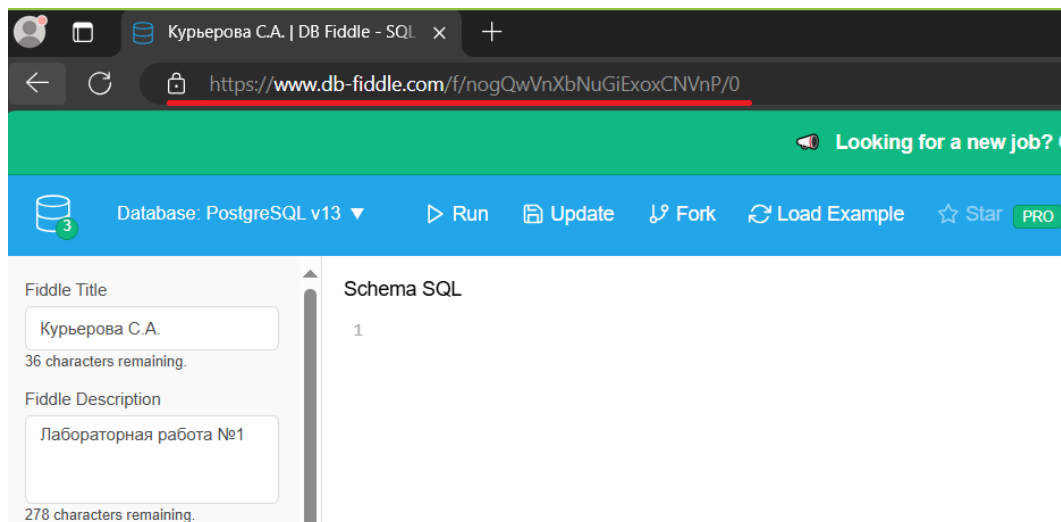 Курьерова С.А. | DB Fiddle - SQL
https://www.db-fiddle.com/f/nogQwVnXbNuGiExoxCNVnP/0
Looking for a new job?
3
Database: PostgreSQL v13 ▼ Run Update Fork Load Example Star PRO
Fiddle Title
Schema SQL
Курьерова С.А.
1
36 characters remaining.
Fiddle Description
Лабораторная работа №1
278 characters remaining.